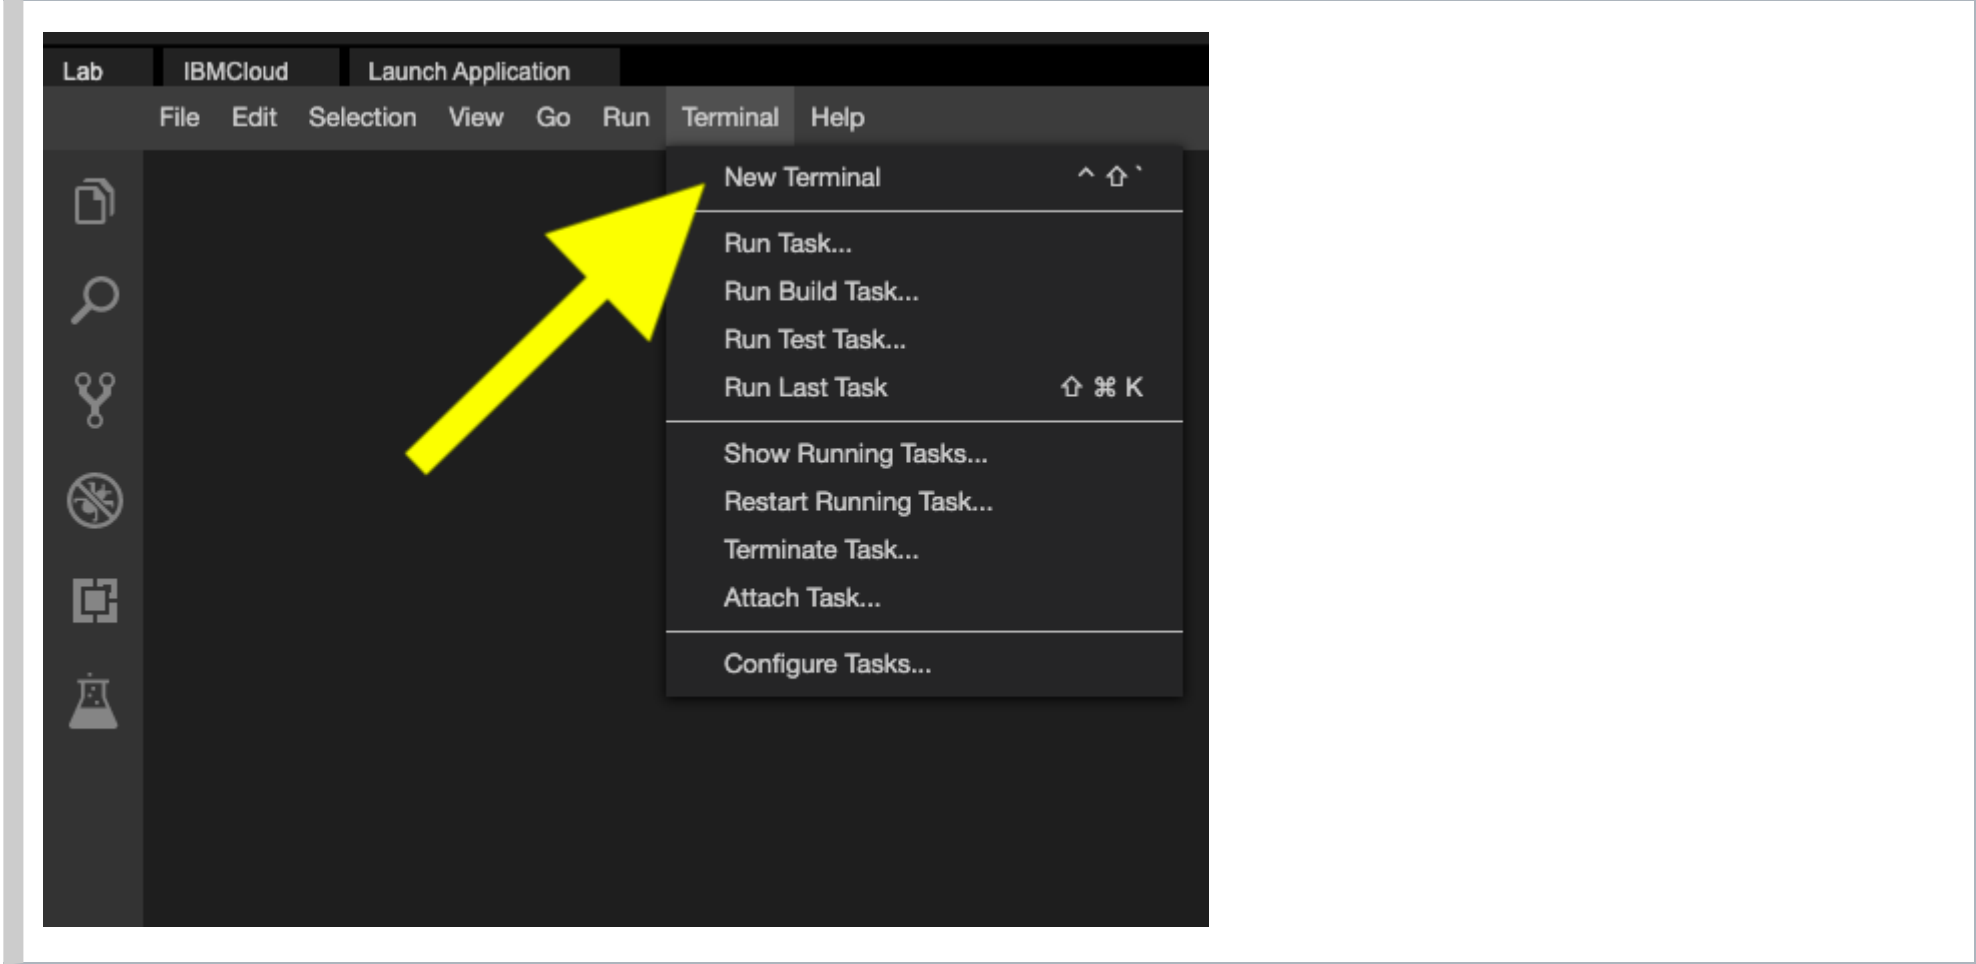 Lab IBMCloud Launch Application
File Edit Selection View Go Run Terminal Help
New Terminal ^ ⇧ `
Run Task...
Run Build Task...
Run Test Task...
Run Last Task ⇧ ⌘ K
Show Running Tasks...
Restart Running Task...
Terminate Task...
Attach Task...
Configure Tasks...